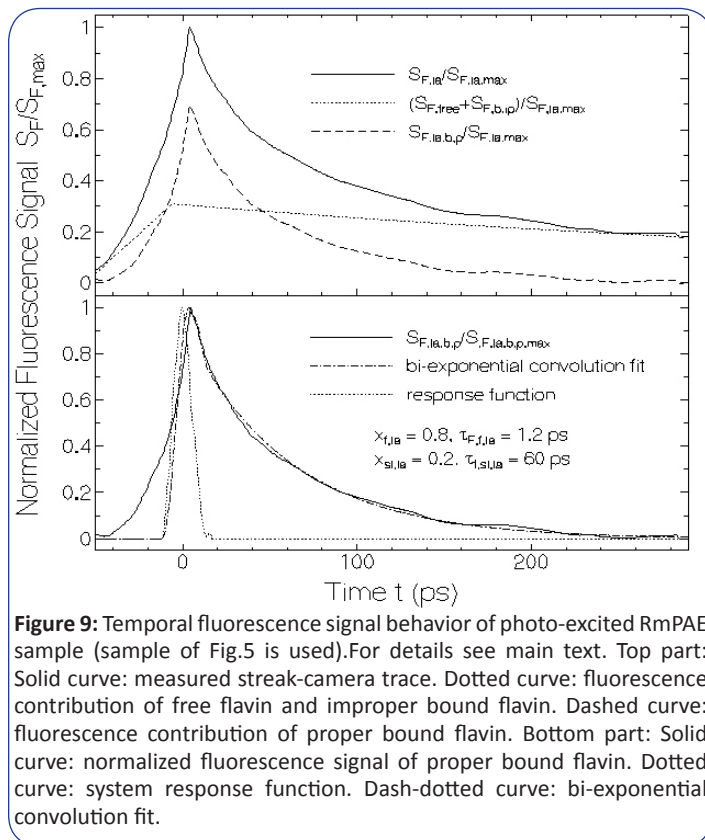 1
0.8
0.6
0.4
0.2
0
S_F,la/S_F,la,max
(S_F,free+S_F,b,ip)/S_F,la,max
S_F,la,b,p/S_F,la,max
Normalized Fluorescence Signal S_F/S_F,max
1
0.8
0.6
0.4
0.2
0
S_F,la,b,p/S_,F,la,b,p,max
bi-exponential convolution fit
response function
x_f,la = 0.8, τ_F,f,la = 1.2 ps
x_sl,la = 0.2. τ_f,sl,la = 60 ps
0 100 200
Time t (ps)
Figure 9: Temporal fluorescence signal behavior of photo-excited RmPAE
sample (sample of Fig.5 is used).For details see main text. Top part:
Solid curve: measured streak-camera trace. Dotted curve: fluorescence
contribution of free flavin and improper bound flavin. Dashed curve:
fluorescence contribution of proper bound flavin. Bottom part: Solid
curve: normalized fluorescence signal of proper bound flavin. Dotted
curve: system response function. Dash-dotted curve: bi-exponential
convolution fit.